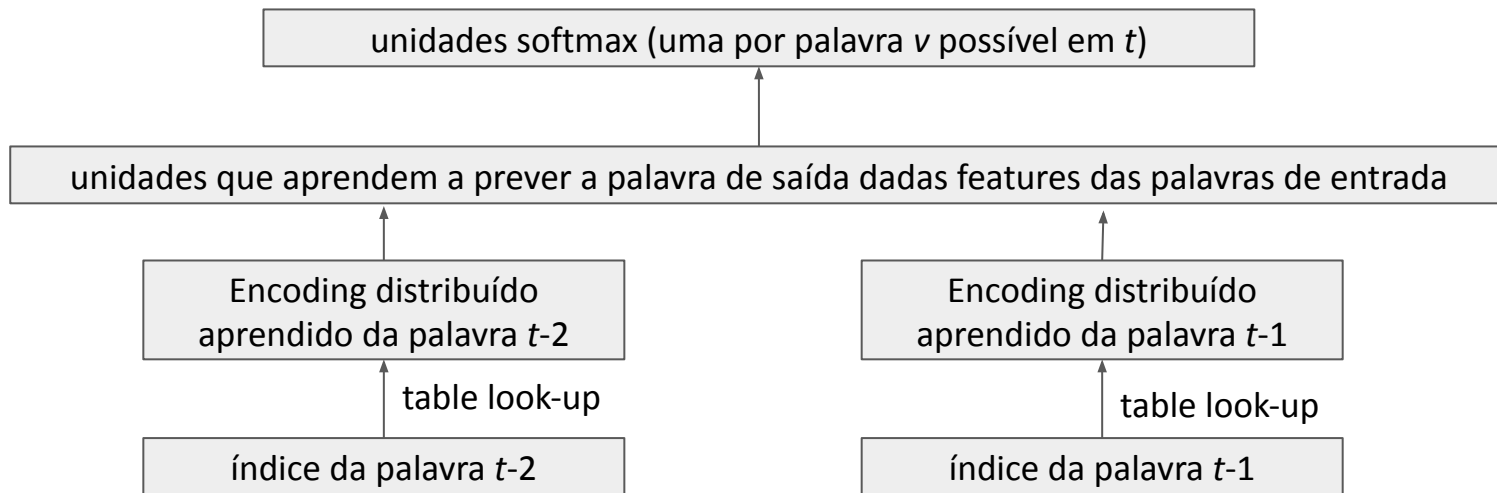 unidades softmax (uma por palavra v possível em t)
unidades que aprendem a prever a palavra de saída dadas features das palavras de entrada
Encoding distribuído
aprendido da palavra t-2
Encoding distribuído
aprendido da palavra t-1
table look-up
table look-up
índice da palavra t-2
índice da palavra t-1